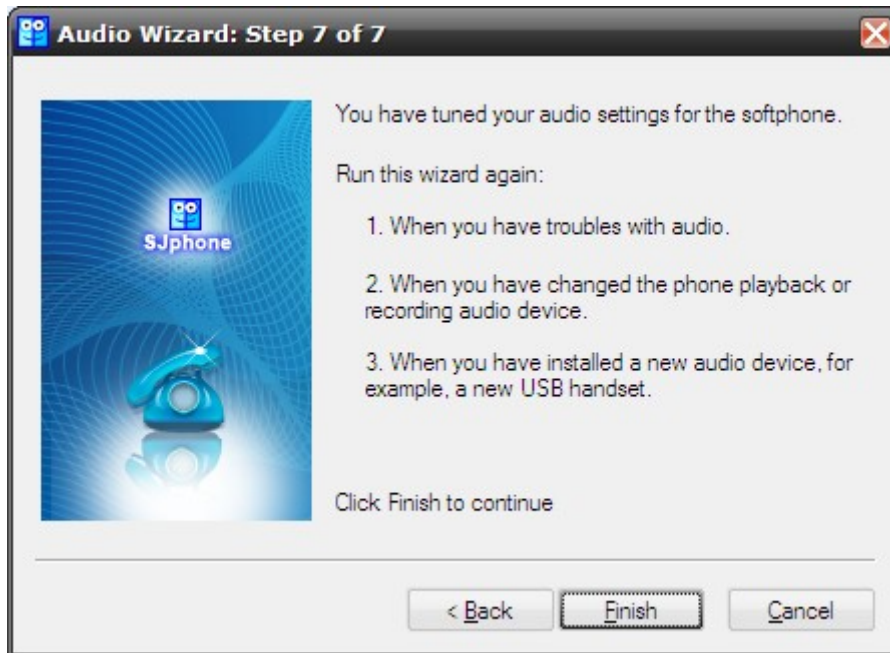 Audio Wizard: Step 7 of 7
SJphone
You have tuned your audio settings for the softphone.
Run this wizard again:
1. When you have troubles with audio.
2. When you have changed the phone playback or
recording audio device.
3. When you have installed a new audio device, for
example, a new USB handset.
Click Finish to continue
< Back
Finish
Cancel